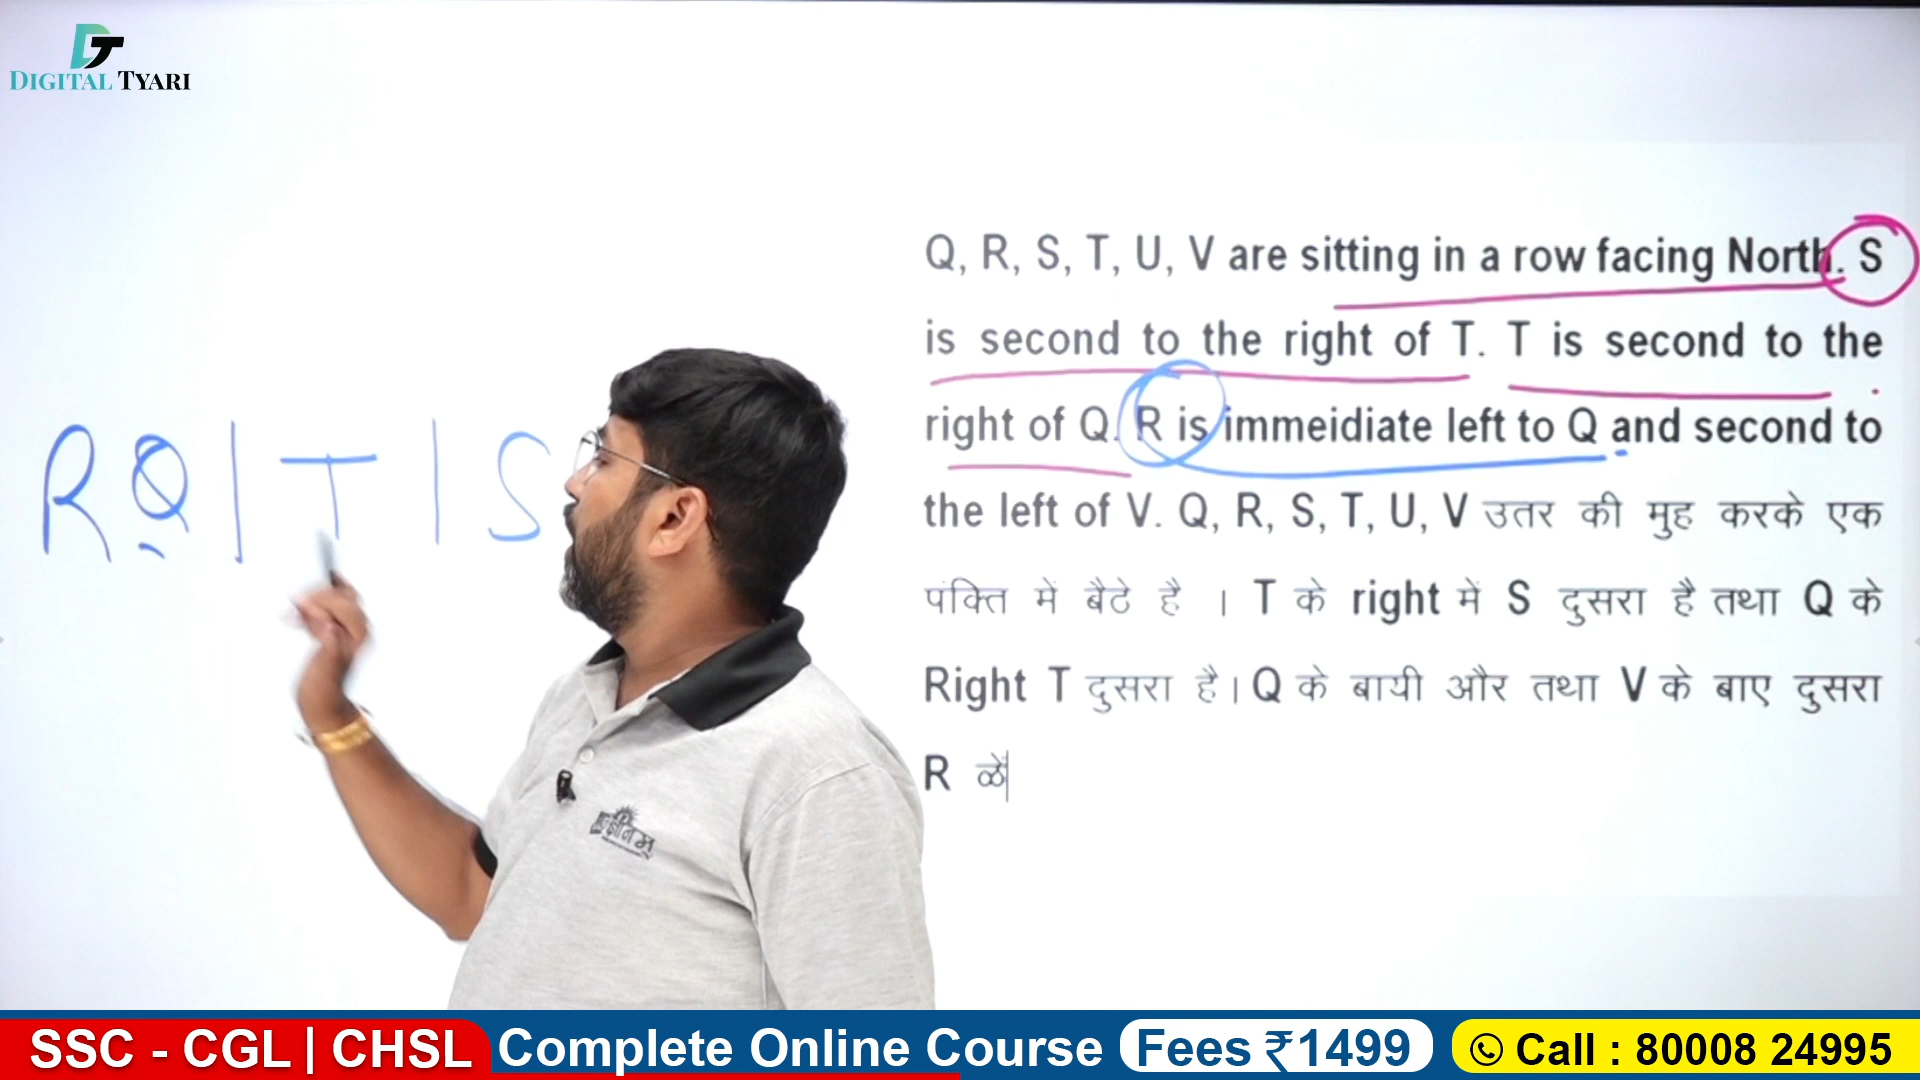 DIGITAL TYARI
Q, R, S, T, U, V are sitting in a row facing North. S
is second to the right of T. T is second to the
right of Q. R is immeidiate left to Q and second to
the left of V. Q, R, S, T, U, V उतर की मुह करके एक
पंक्ति में बैठे है । T के right में S दुसरा है तथा Q के
Right T दुसरा है। Q के बायी और तथा V के बाए दुसरा
R ळें
R Q | T | S
SSC - CGL | CHSL Complete Online Course Fees ₹1499 Call : 80008 24995